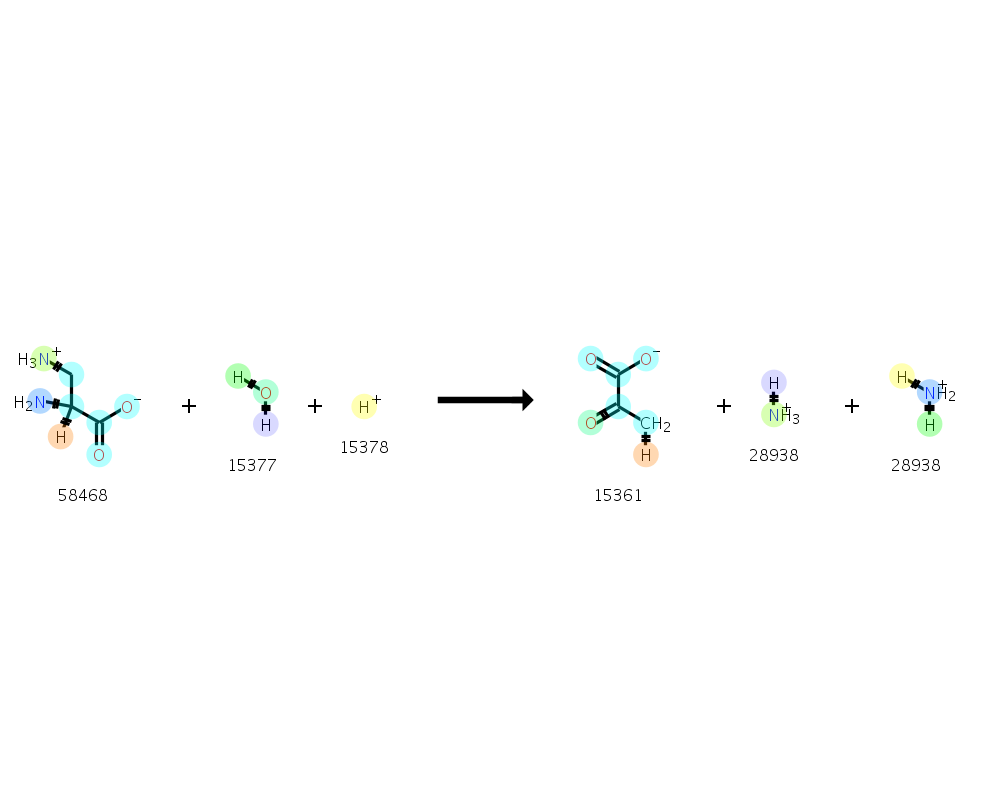 H3N+
H2N
H
O
O−
58468
+
H
O
H
15377
+
H+
15378
O
O−
O
CH2
H
15361
+
H
NH3+
28938
+
H
NH2+
H
28938